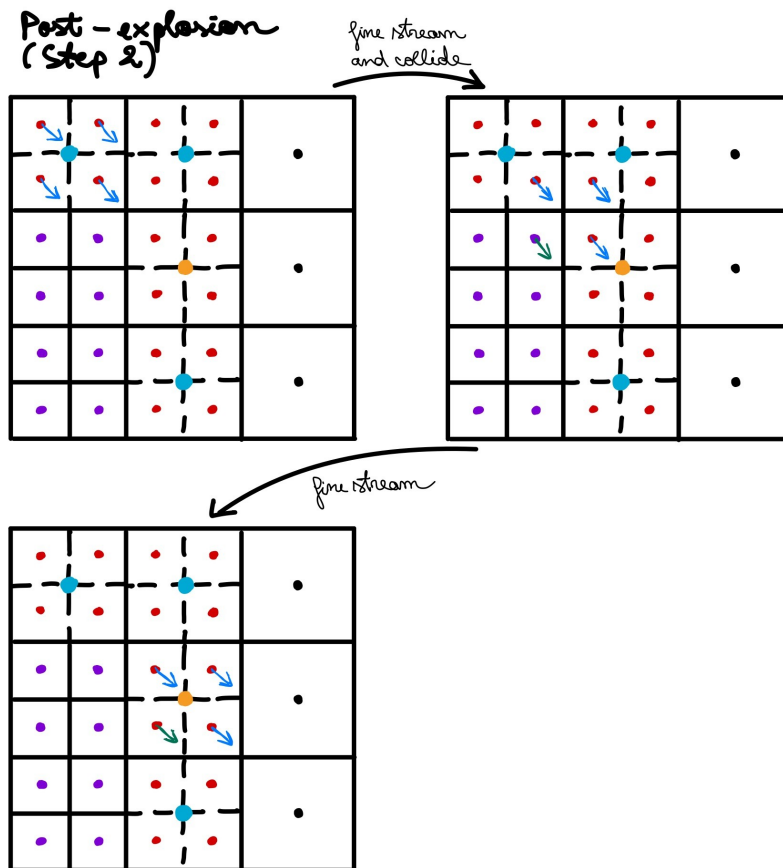 Post-explosion
(Step 2)
fine stream
and collide
fine stream